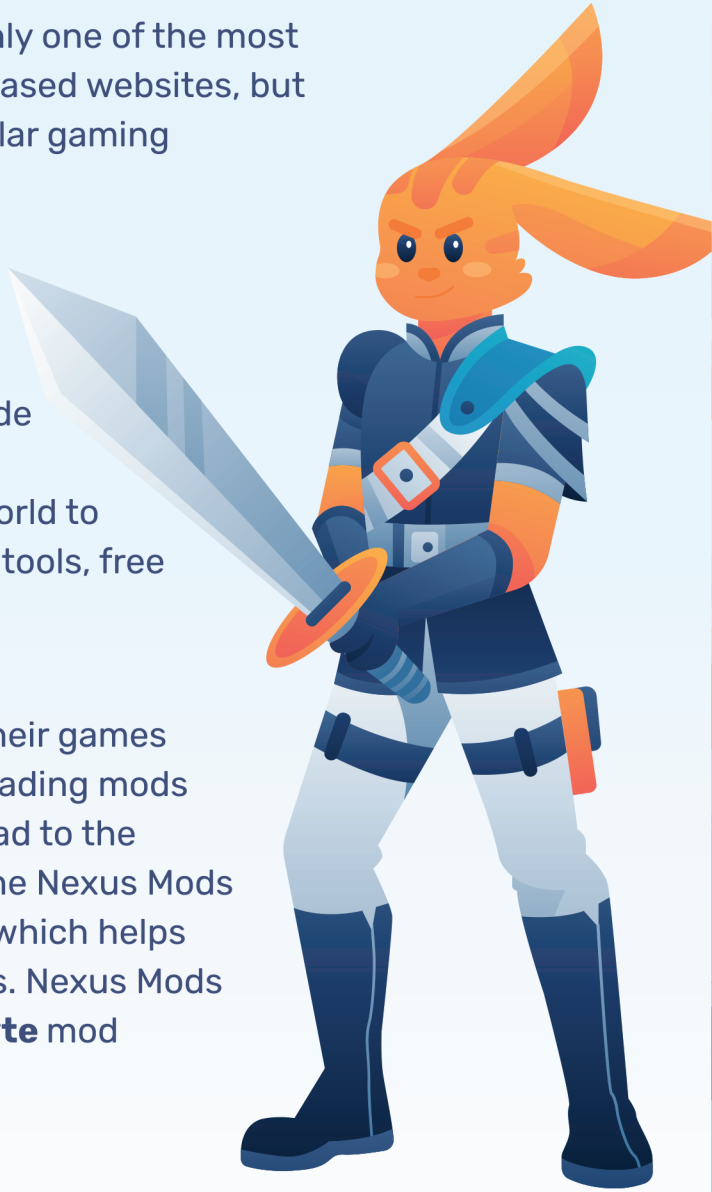 ly one of the most
ased websites, but
lar gaming
de
orld to
tools, free
heir games
ading mods
ad to the
he Nexus Mods
which helps
s. Nexus Mods
te mod